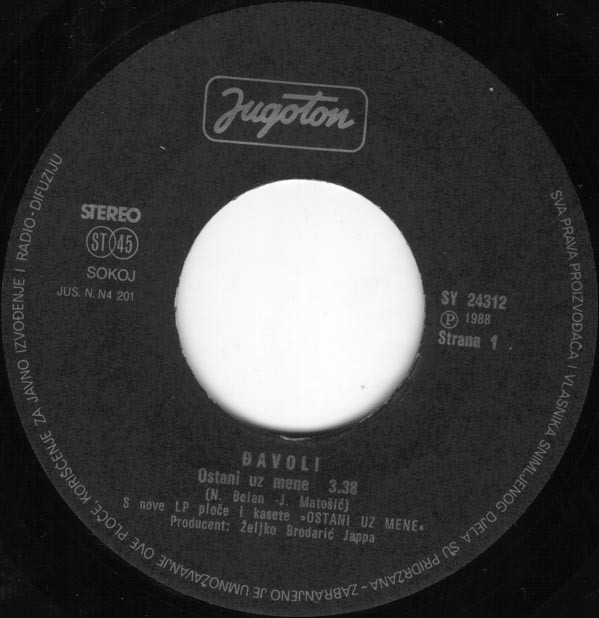 Jugoton
STEREO
ST 45
SOKOJ
JUS. N. N4 201
SY 24312
Ⓟ 1988
Strana 1
ĐAVOLI
Ostani uz mene 3.38
(N. Belan -J. Matošić)
S nove LP ploče i kasete »OSTANI UZ MENE«
Producent: Željko Brodarić Jappa
SVA PRAVA PROIZVOĐAČA I VLASNIKA SNIMLJENOG DJELA SU PRIDRŽANA - ZABRANJENO JE UMNOŽAVANJE OVE PLOČE, KORIŠĆENJE ZA JAVNO IZVOĐENJE I RADIO-DIFUZIJU